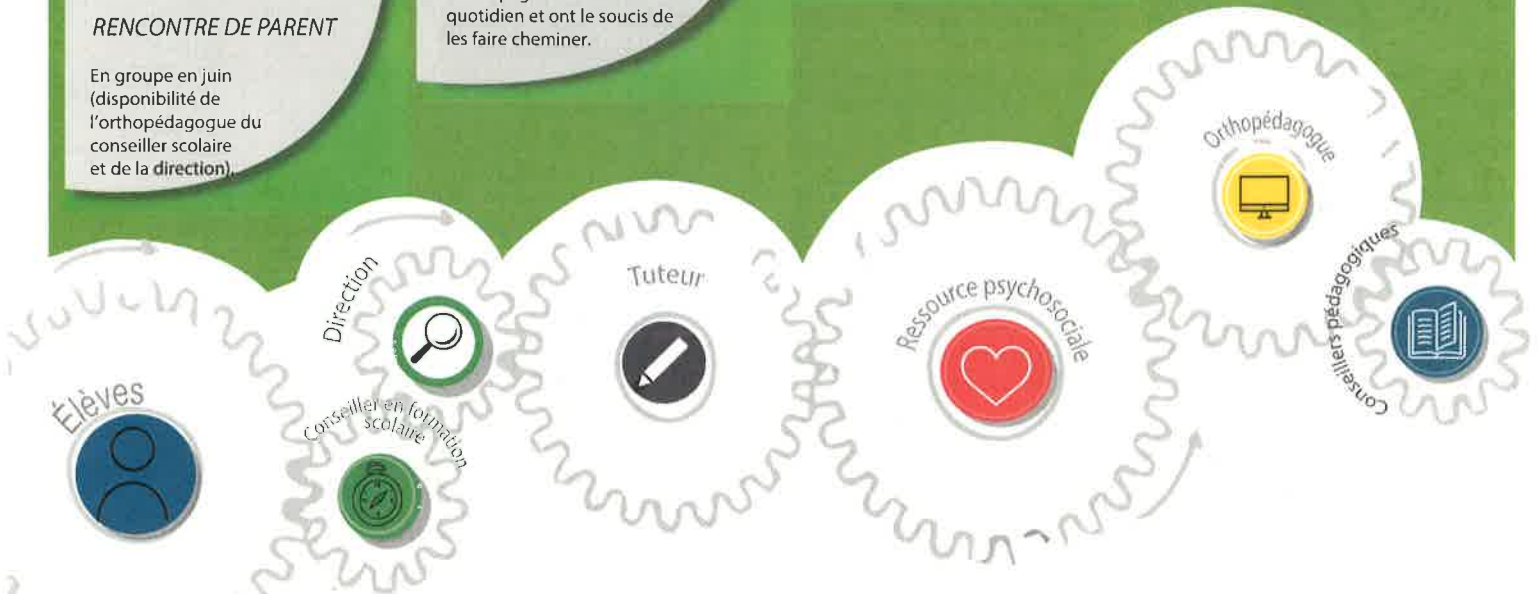 RENCONTRE DE PARENT
En groupe en juin
(disponibilité de
l'orthopédagogue du
conseiller scolaire
et de la direction),
quotidien et ont le soucis de
les faire cheminer.
Élèves
Direction
Conseiller en formation
scolaire
Tuteur
Ressource psychosociale
Orthopédagogue
Conseillers pédagogiques